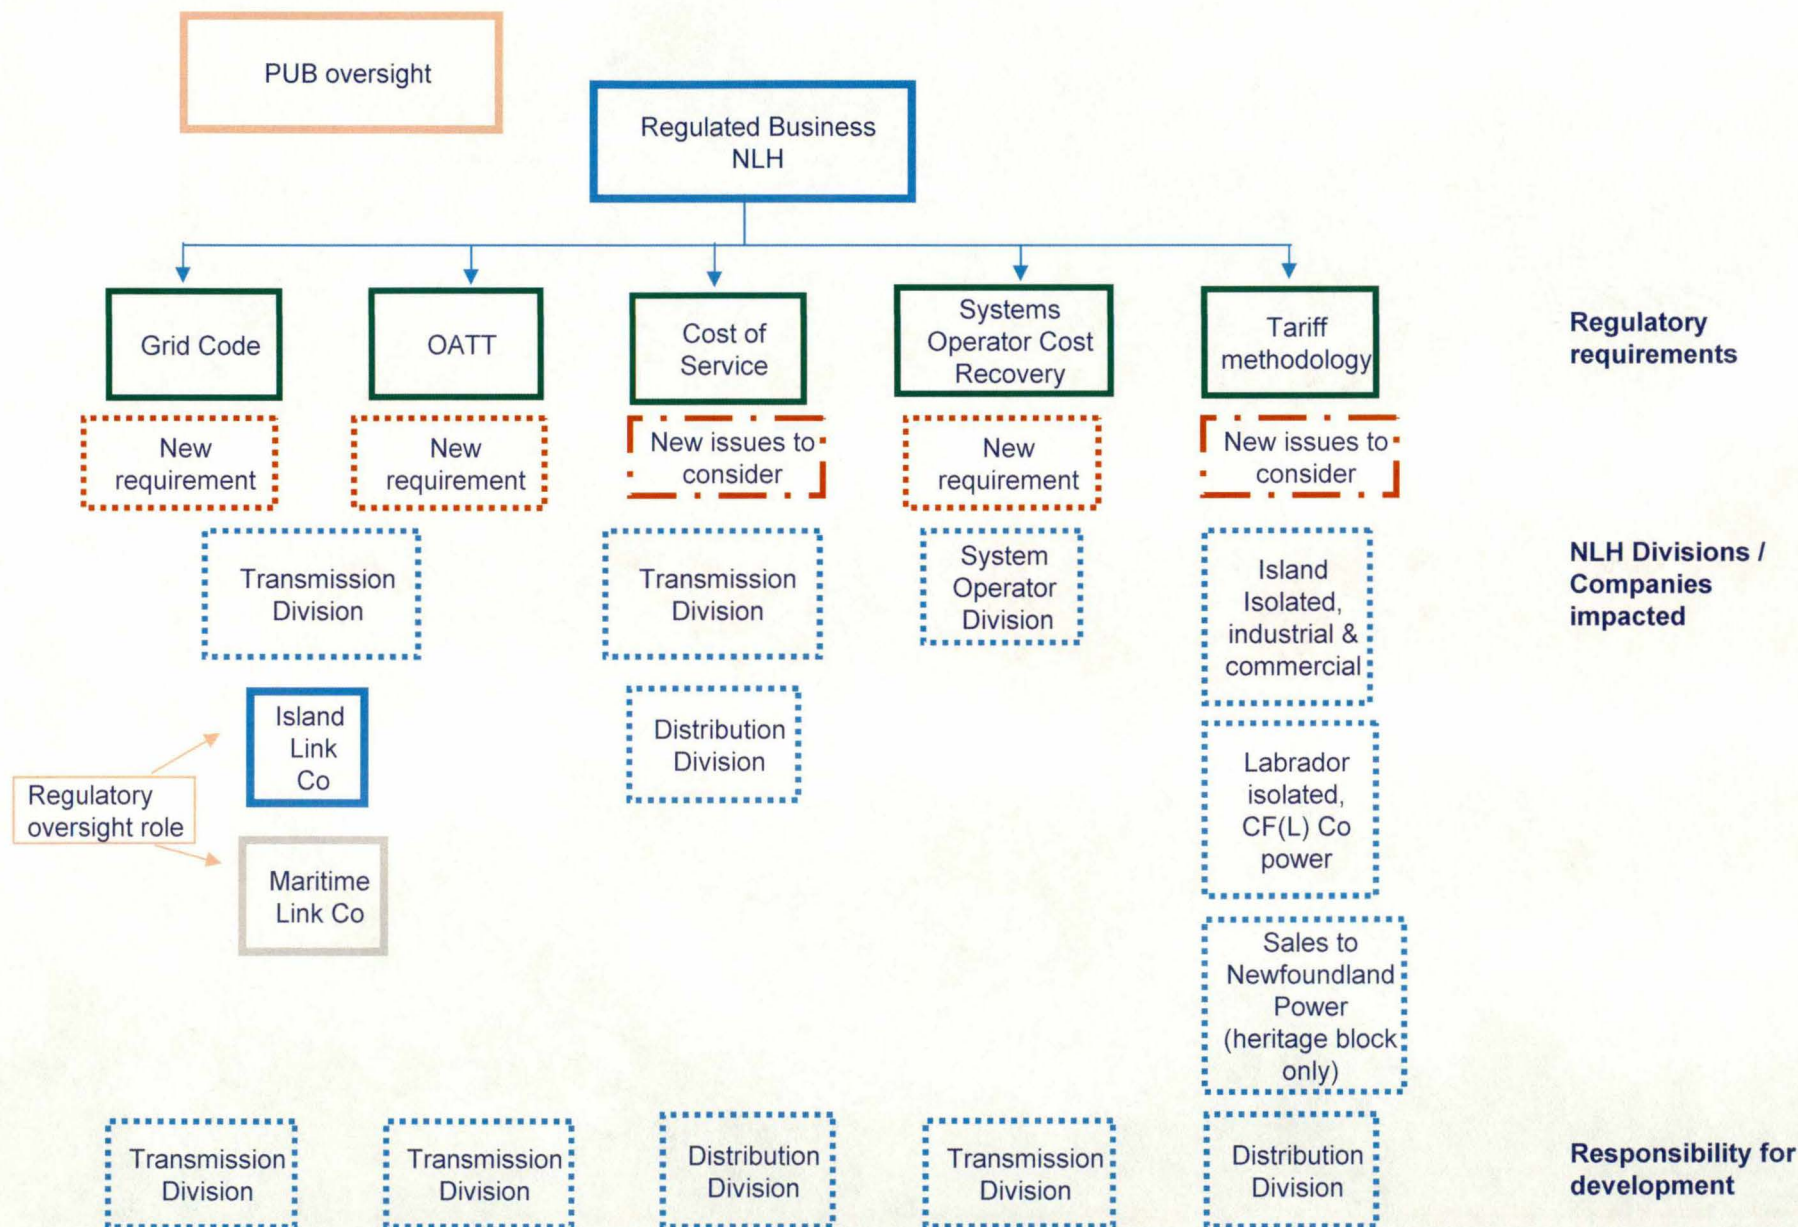 PUB oversight
Regulated Business
NLH
Grid Code
OATT
Cost of
Service
Systems
Operator Cost
Recovery
Tariff
methodology
Regulatory
requirements
New
requirement
New
requirement
New issues to
consider
New
requirement
New issues to
consider
Transmission
Division
Transmission
Division
System
Operator
Division
Island
Isolated,
industrial &
commercial
NLH Divisions /
Companies
impacted
Island
Link
Co
Distribution
Division
Labrador
isolated,
CF(L) Co
power
Regulatory
oversight role
Maritime
Link Co
Sales to
Newfoundland
Power
(heritage block
only)
Transmission
Division
Transmission
Division
Distribution
Division
Transmission
Division
Distribution
Division
Responsibility for
development